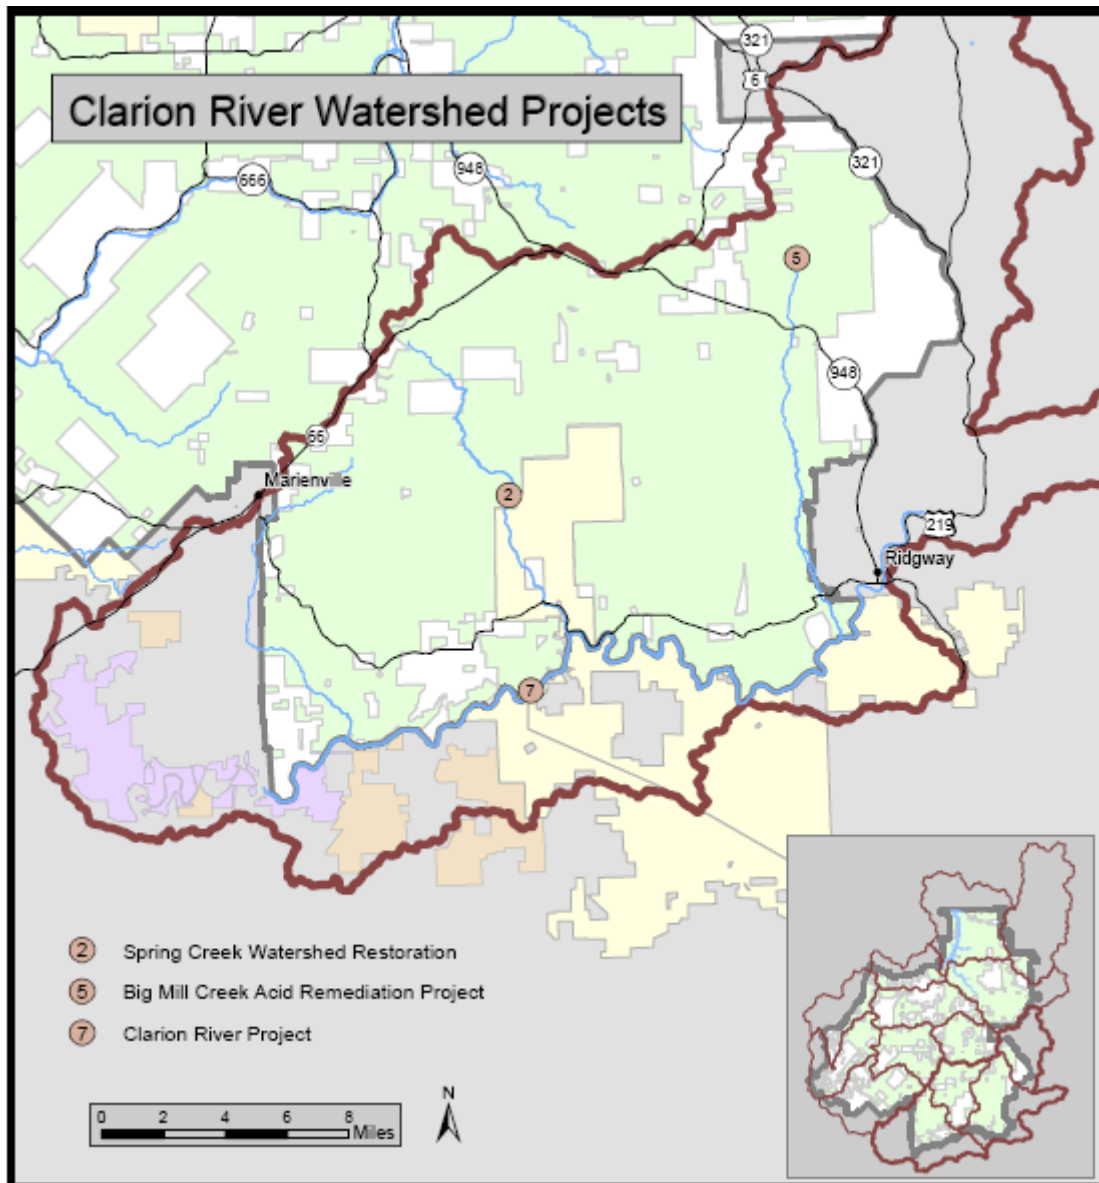 321
6
Clarion River Watershed Projects
321
948
666
5
948
66
Marienville
2
219
Ridgway
7
2 Spring Creek Watershed Restoration
5 Big Mill Creek Acid Remediation Project
7 Clarion River Project
N
0 2 4 6 8
Miles